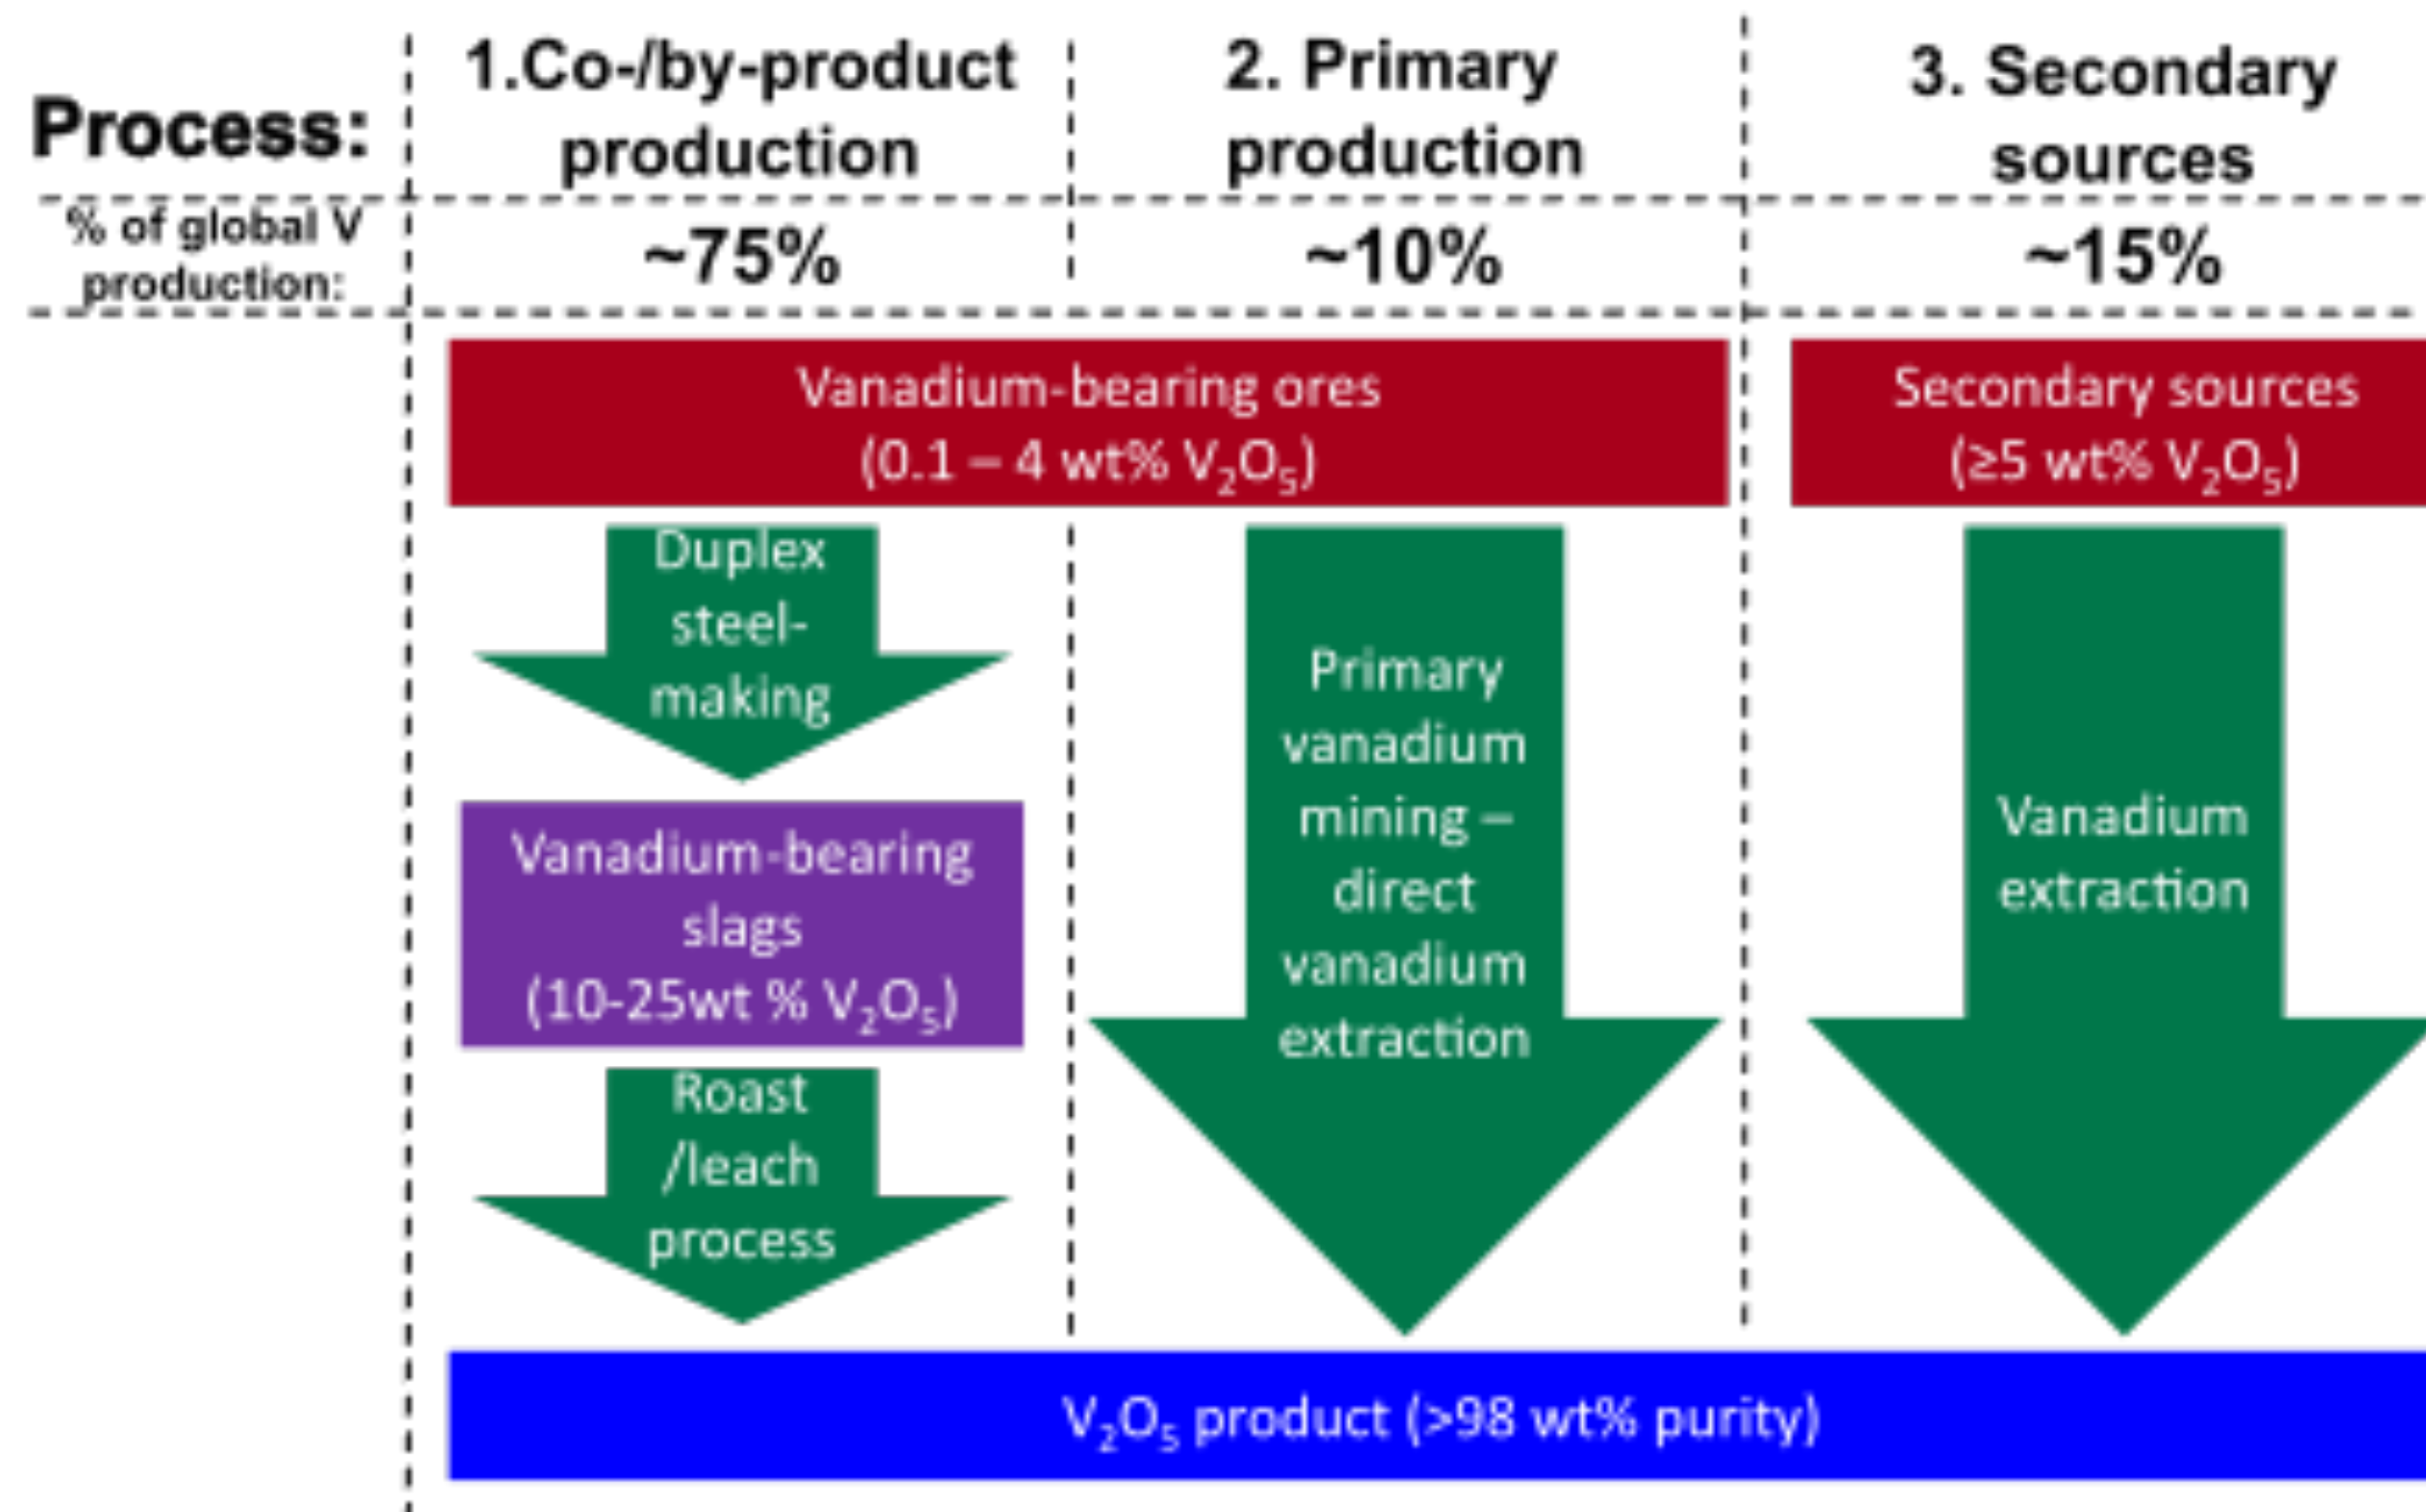 Process:
1.Co-/by-product
production
2. Primary
production
3. Secondary
sources
% of global V
production:
~75%
~10%
~15%
Vanadium-bearing ores
(0.1 – 4 wt% V₂O₅)
Secondary sources
(≥5 wt% V₂O₅)
Duplex
steel-
making
Vanadium-bearing
slags
(10-25wt % V₂O₅)
Roast
/leach
process
Primary
vanadium
mining –
direct
vanadium
extraction
Vanadium
extraction
V₂O₅ product (>98 wt% purity)